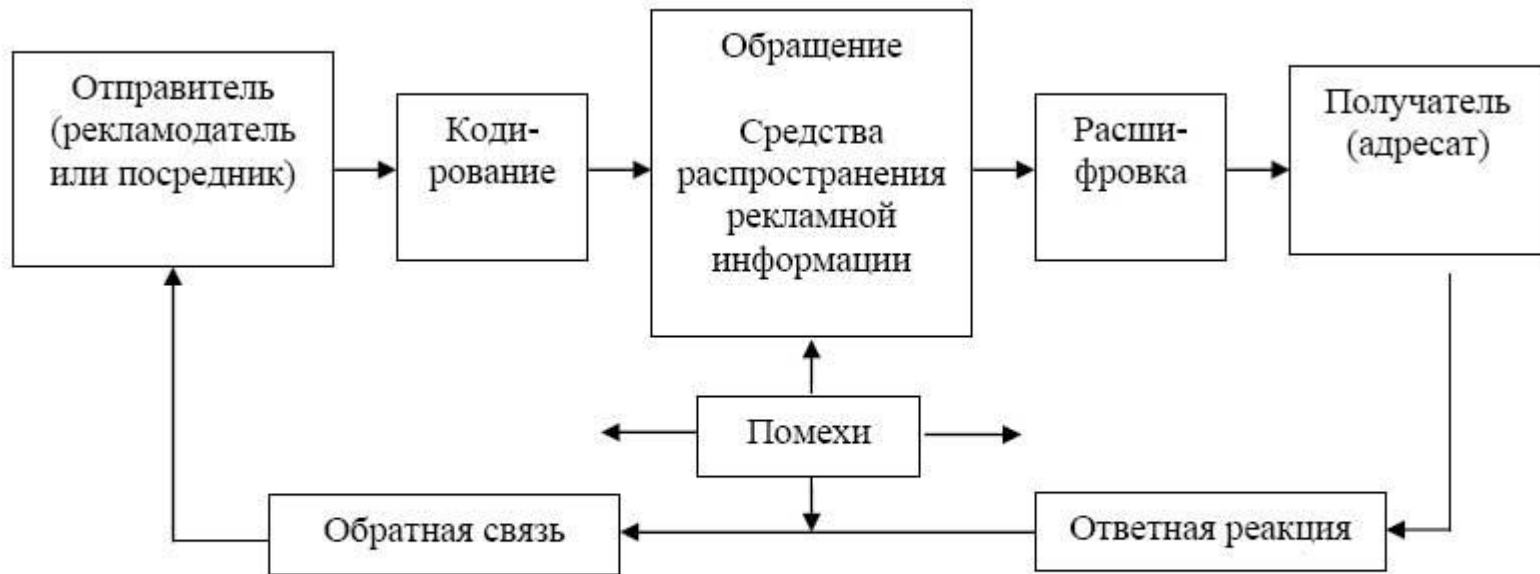 Отправитель
(рекламодатель
или посредник)
Коди-
рование
Обращение
Средства
распространения
рекламной
информации
Расши-
фровка
Получатель
(адресат)
Помехи
Обратная связь
Ответная реакция